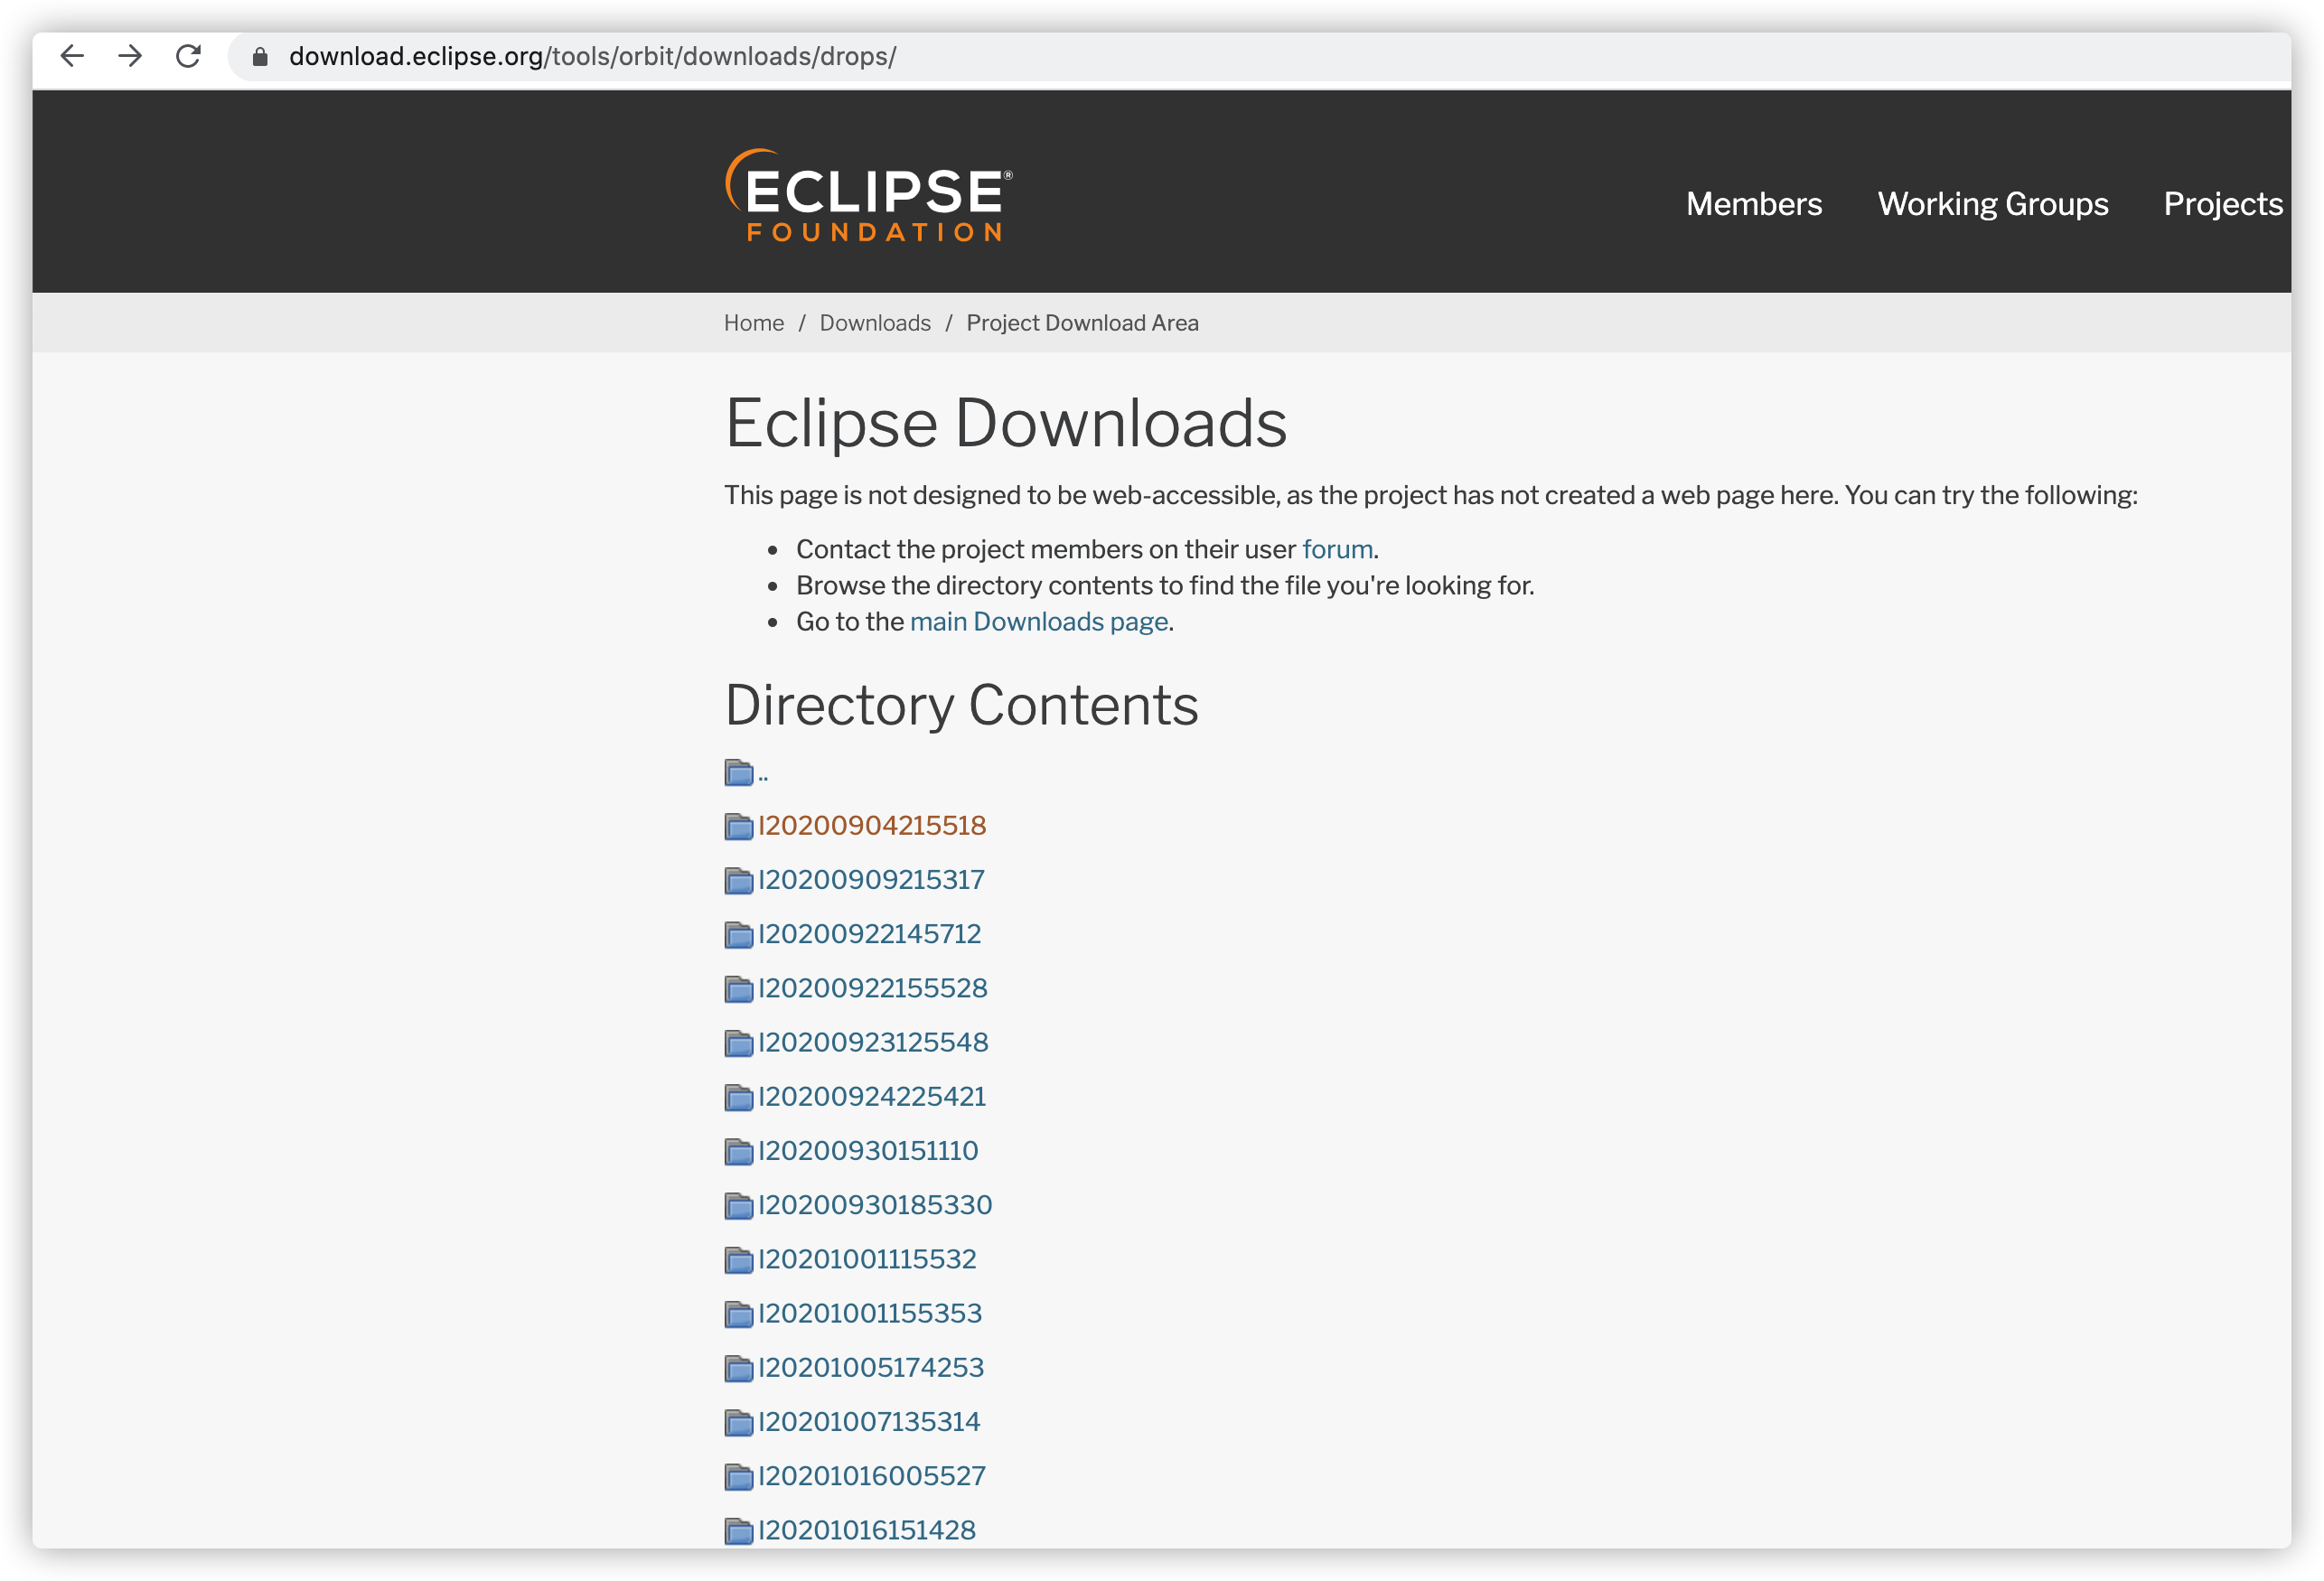 download.eclipse.org/tools/orbit/downloads/drops/
ECLIPSE®
FOUNDATION
Members Working Groups Projects
Home / Downloads / Project Download Area
Eclipse Downloads
This page is not designed to be web-accessible, as the project has not created a web page here. You can try the following:
• Contact the project members on their user forum.
• Browse the directory contents to find the file you're looking for.
• Go to the main Downloads page.
Directory Contents
..
I20200904215518
I20200909215317
I20200922145712
I20200922155528
I20200923125548
I20200924225421
I20200930151110
I20200930185330
I20201001115532
I20201001155353
I20201005174253
I20201007135314
I20201016005527
I20201016151428